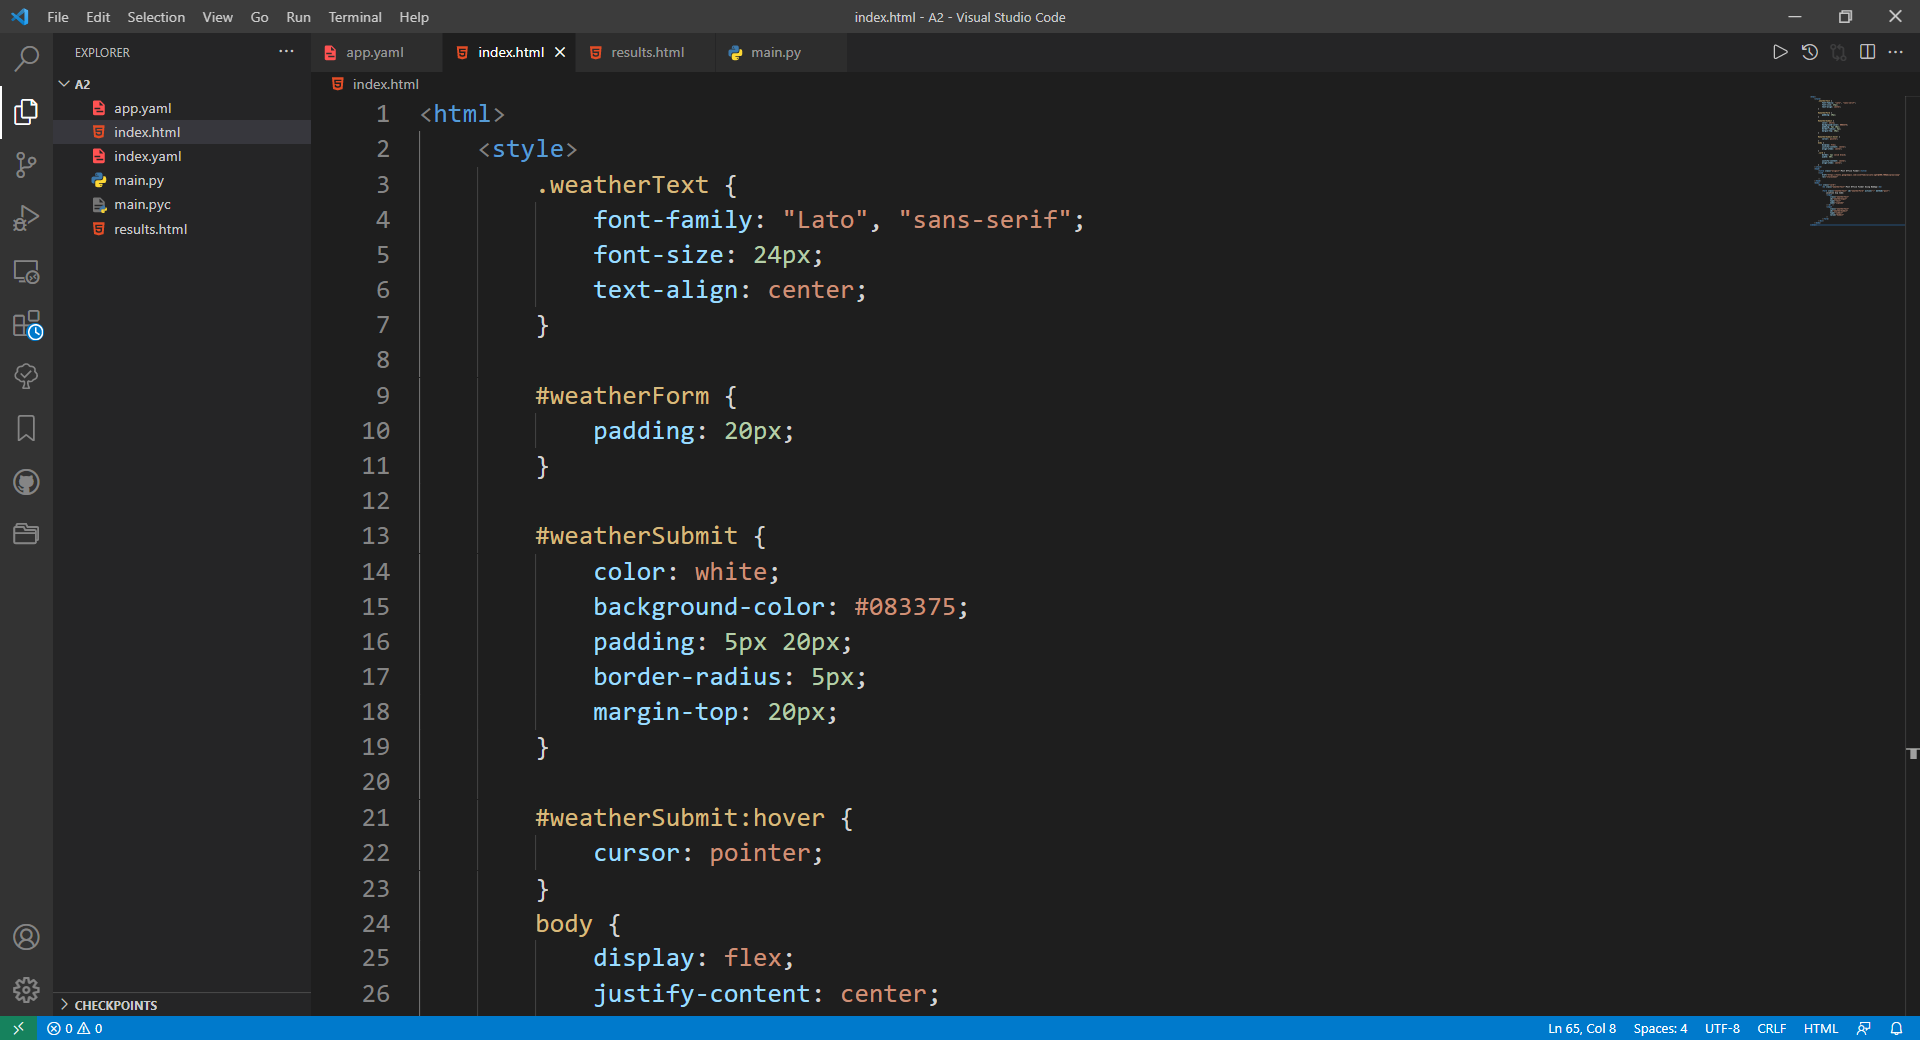 File Edit Selection View Go Run Terminal Help
index.html - A2 - Visual Studio Code
EXPLORER
A2
app.yaml
index.html
index.yaml
main.py
main.pyc
results.html
CHECKPOINTS
app.yaml index.html results.html main.py
index.html
1 <html>
2 <style>
3 .weatherText {
4 font-family: "Lato", "sans-serif";
5 font-size: 24px;
6 text-align: center;
7 }
8
9 #weatherForm {
10 padding: 20px;
11 }
12
13 #weatherSubmit {
14 color: white;
15 background-color: #083375;
16 padding: 5px 20px;
17 border-radius: 5px;
18 margin-top: 20px;
19 }
20
21 #weatherSubmit:hover {
22 cursor: pointer;
23 }
24 body {
25 display: flex;
26 justify-content: center;
0 0
Ln 65, Col 8 Spaces: 4 UTF-8 CRLF HTML